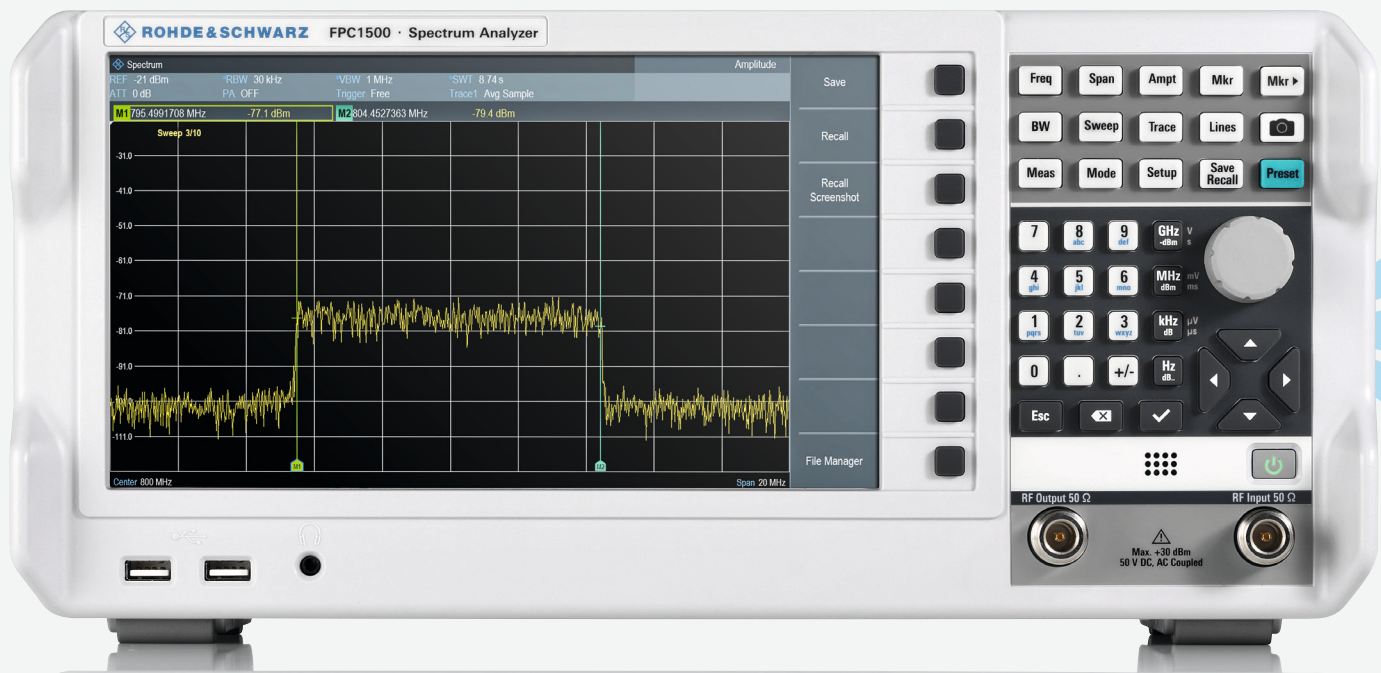 ROHDE&SCHWARZ FPC1500 · Spectrum Analyzer
Spectrum Amplitude
REF -21 dBm *RBW 30 kHz *VBW 1 MHz *SWT 8.74 s
ATT 0 dB PA OFF Trigger Free Trace1 Avg Sample
M1 795.4991708 MHz -77.1 dBm M2 804.4527363 MHz -79.4 dBm
Sweep 3/10
-31.0
-41.0
-51.0
-61.0
-71.0
-81.0
-91.0
-111.0
M1 M2
Center 800 MHz Span 20 MHz
Save
Recall
Recall
Screenshot
File Manager
Freq Span Ampt Mkr Mkr
BW Sweep Trace Lines
Meas Mode Setup Save Recall Preset
7 8 abc 9 def GHz -dBm V s
4 ghi 5 jkl 6 mno MHz dBm mV ms
1 pqrs 2 tuv 3 wxyz kHz dB µV µs
0 . +/- Hz dB..
Esc
RF Output 50 Ω RF Input 50 Ω
Max. +30 dBm
50 V DC, AC Coupled